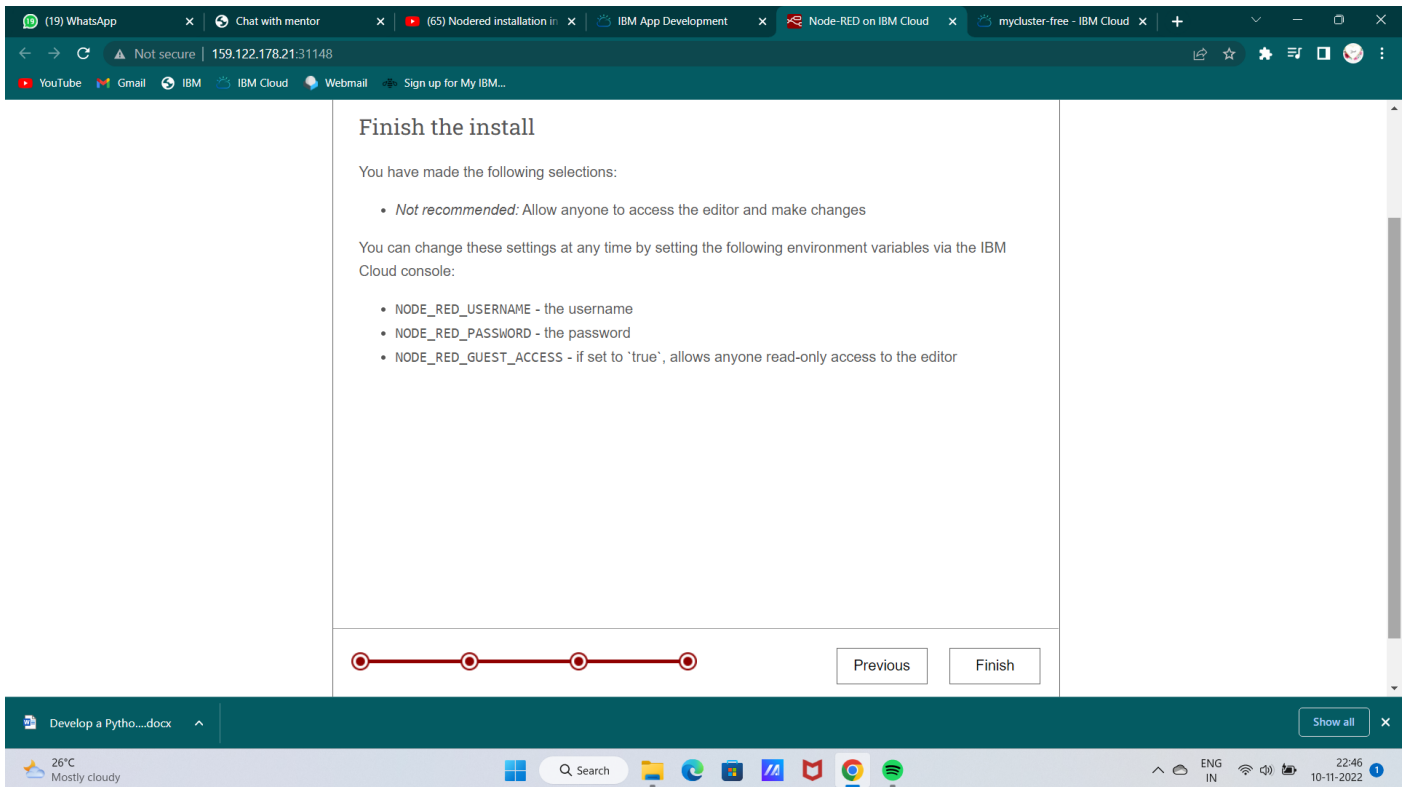 (19) WhatsApp
Chat with mentor
(65) Nodered installation in
IBM App Development
Node-RED on IBM Cloud
mycluster-free - IBM Cloud
Not secure | 159.122.178.21:31148
YouTube
Gmail
IBM
IBM Cloud
Webmail
Sign up for My IBM...
Finish the install
You have made the following selections:
• Not recommended: Allow anyone to access the editor and make changes
You can change these settings at any time by setting the following environment variables via the IBM
Cloud console:
• NODE_RED_USERNAME - the username
• NODE_RED_PASSWORD - the password
• NODE_RED_GUEST_ACCESS - if set to `true`, allows anyone read-only access to the editor
Previous
Finish
Develop a Pytho....docx
Show all
26°C
Mostly cloudy
Search
ENG
IN
22:46
10-11-2022
1